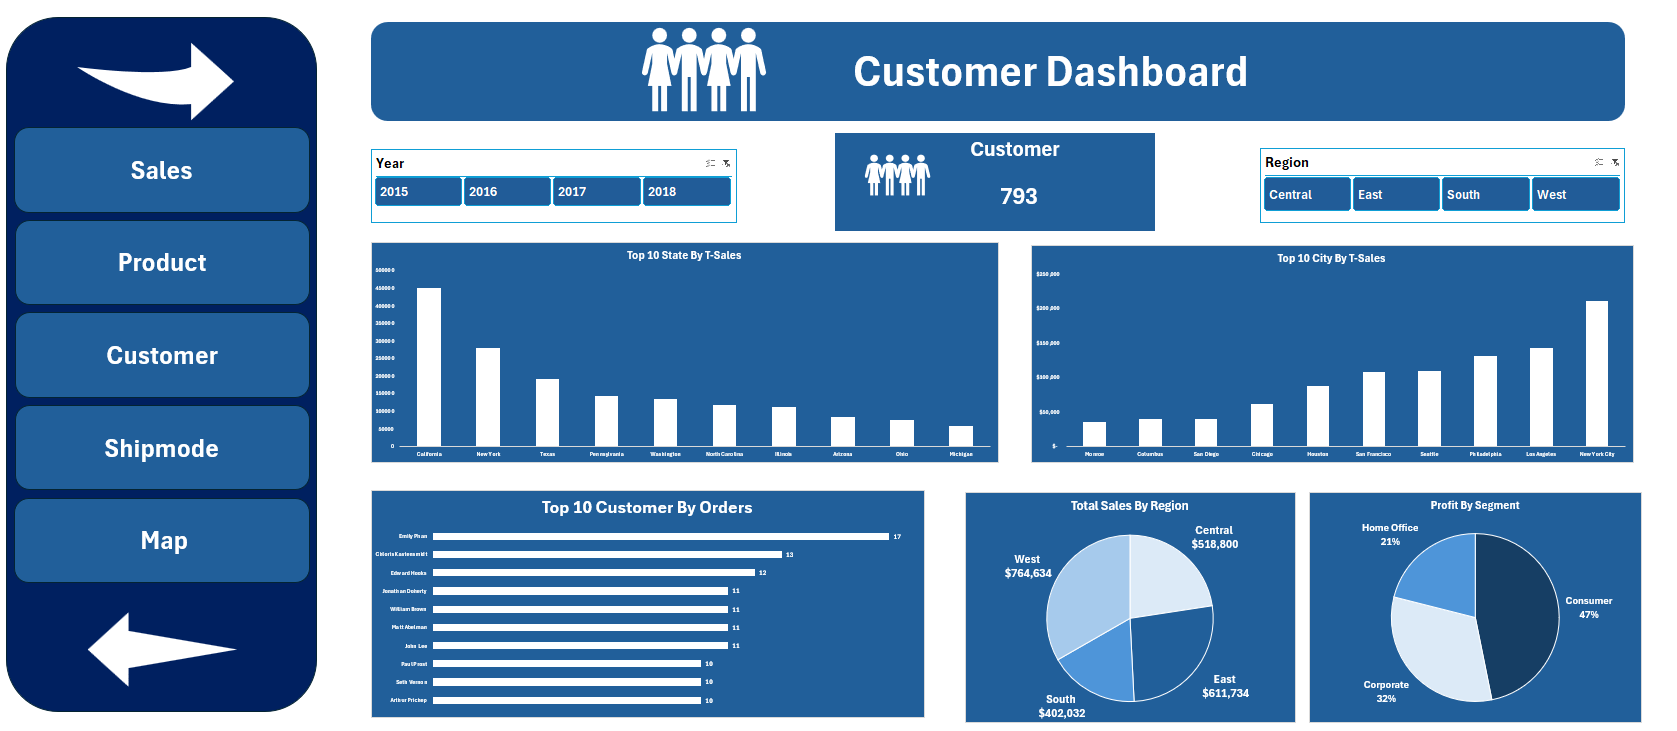 Customer Dashboard
Sales
Product
Customer
Shipmode
Map
Year
2015 2016 2017 2018
Customer
793
Region
Central East South West
Top 10 State By T-Sales
500000
450000
400000
350000
300000
250000
200000
150000
100000
50000
0
California New York Texas Pennsylvania Washington North Carolina Illinois Arizona Ohio Michigan
Top 10 City By T-Sales
$250,000
$200,000
$150,000
$100,000
$50,000
$-
Monroe Columbus San Diego Chicago Houston San Francisco Seattle Philadelphia Los Angeles New York City
Top 10 Customer By Orders
Emily Phan 17
Chloris Kastensmidt 13
Edward Hooks 12
Jonathan Doherty 11
William Brown 11
Matt Abelman 11
John Lee 11
Paul Prost 10
Seth Vernon 10
Arthur Prichep 10
Total Sales By Region
Central
$518,800
West
$764,634
East
$611,734
South
$402,032
Profit By Segment
Home Office
21%
Consumer
47%
Corporate
32%